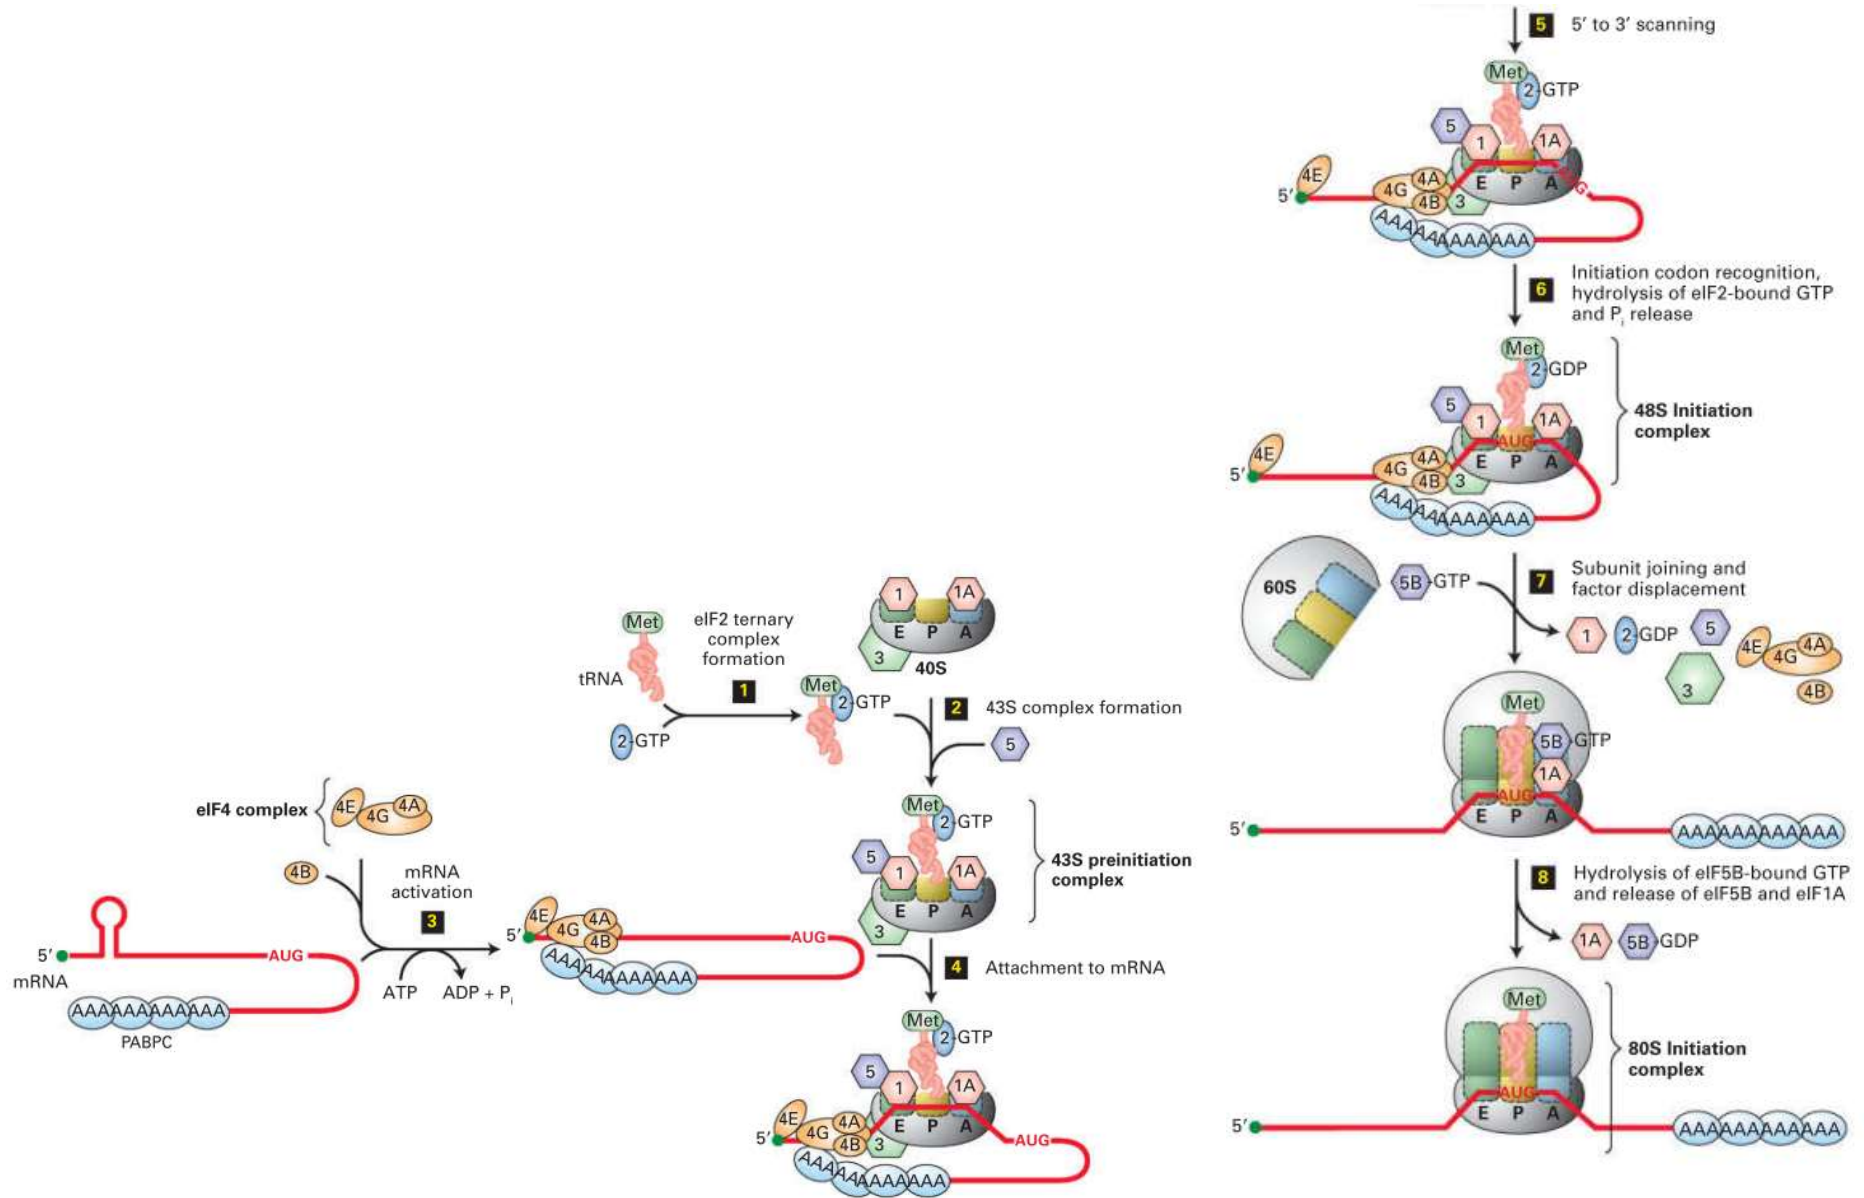 Met
tRNA
2-GTP
eIF2 ternary
complex
formation
1
Met
2-GTP
1
1A
E P A
3
40S
2
43S complex formation
5
eIF4 complex
4E
4G
4A
4B
mRNA
activation
3
5′
AUG
mRNA
AAAAAAAAAAAA
PABPC
ATP
ADP + Pi
4E
4G
4A
4B
5′
AUG
AAAAAAAAAAAA
Met
2-GTP
5
1
1A
E P A
3
43S preinitiation
complex
4
Attachment to mRNA
Met
2-GTP
5
1
1A
4E
4G
4A
4B
3
E P A
5′
AUG
AAAAAAAAAAAA
5
5′ to 3′ scanning
Met
2-GTP
5
1
1A
4E
4G
4A
4B
3
E P A
AUG
5′
AAAAAAAAAAAA
6
Initiation codon recognition,
hydrolysis of eIF2-bound GTP
and Pi release
Met
2-GDP
5
1
1A
AUG
4E
4G
4A
4B
3
E P A
5′
AAAAAAAAAAAA
48S Initiation
complex
60S
5B-GTP
7
Subunit joining and
factor displacement
1
2-GDP
5
3
4E
4G
4A
4B
Met
5B-GTP
1A
AUG
E P A
5′
AAAAAAAAAAAA
8
Hydrolysis of eIF5B-bound GTP
and release of eIF5B and eIF1A
1A
5B-GDP
Met
AUG
E P A
5′
AAAAAAAAAAAA
80S Initiation
complex